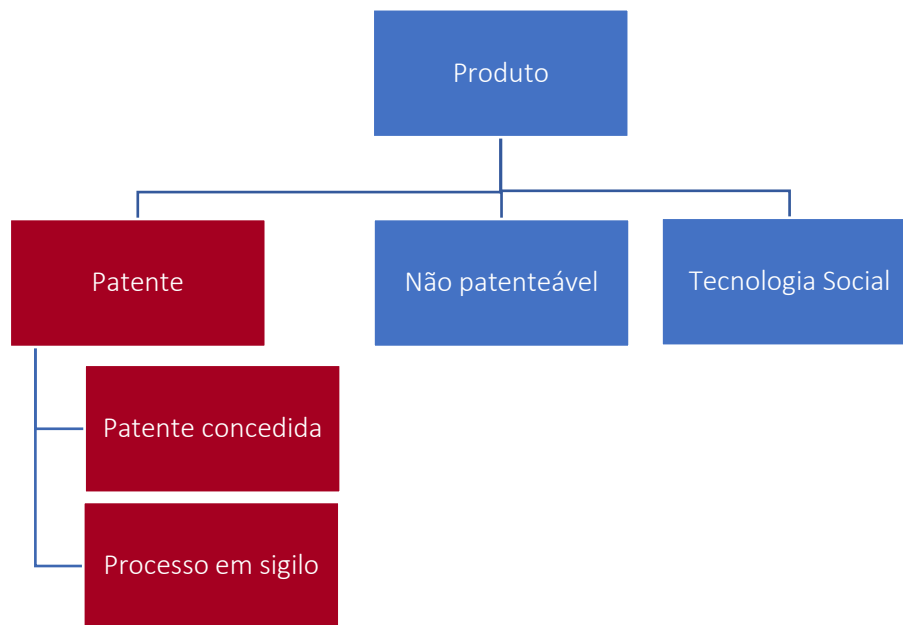 Produto
Patente
Não patenteável
Tecnologia Social
Patente concedida
Processo em sigilo